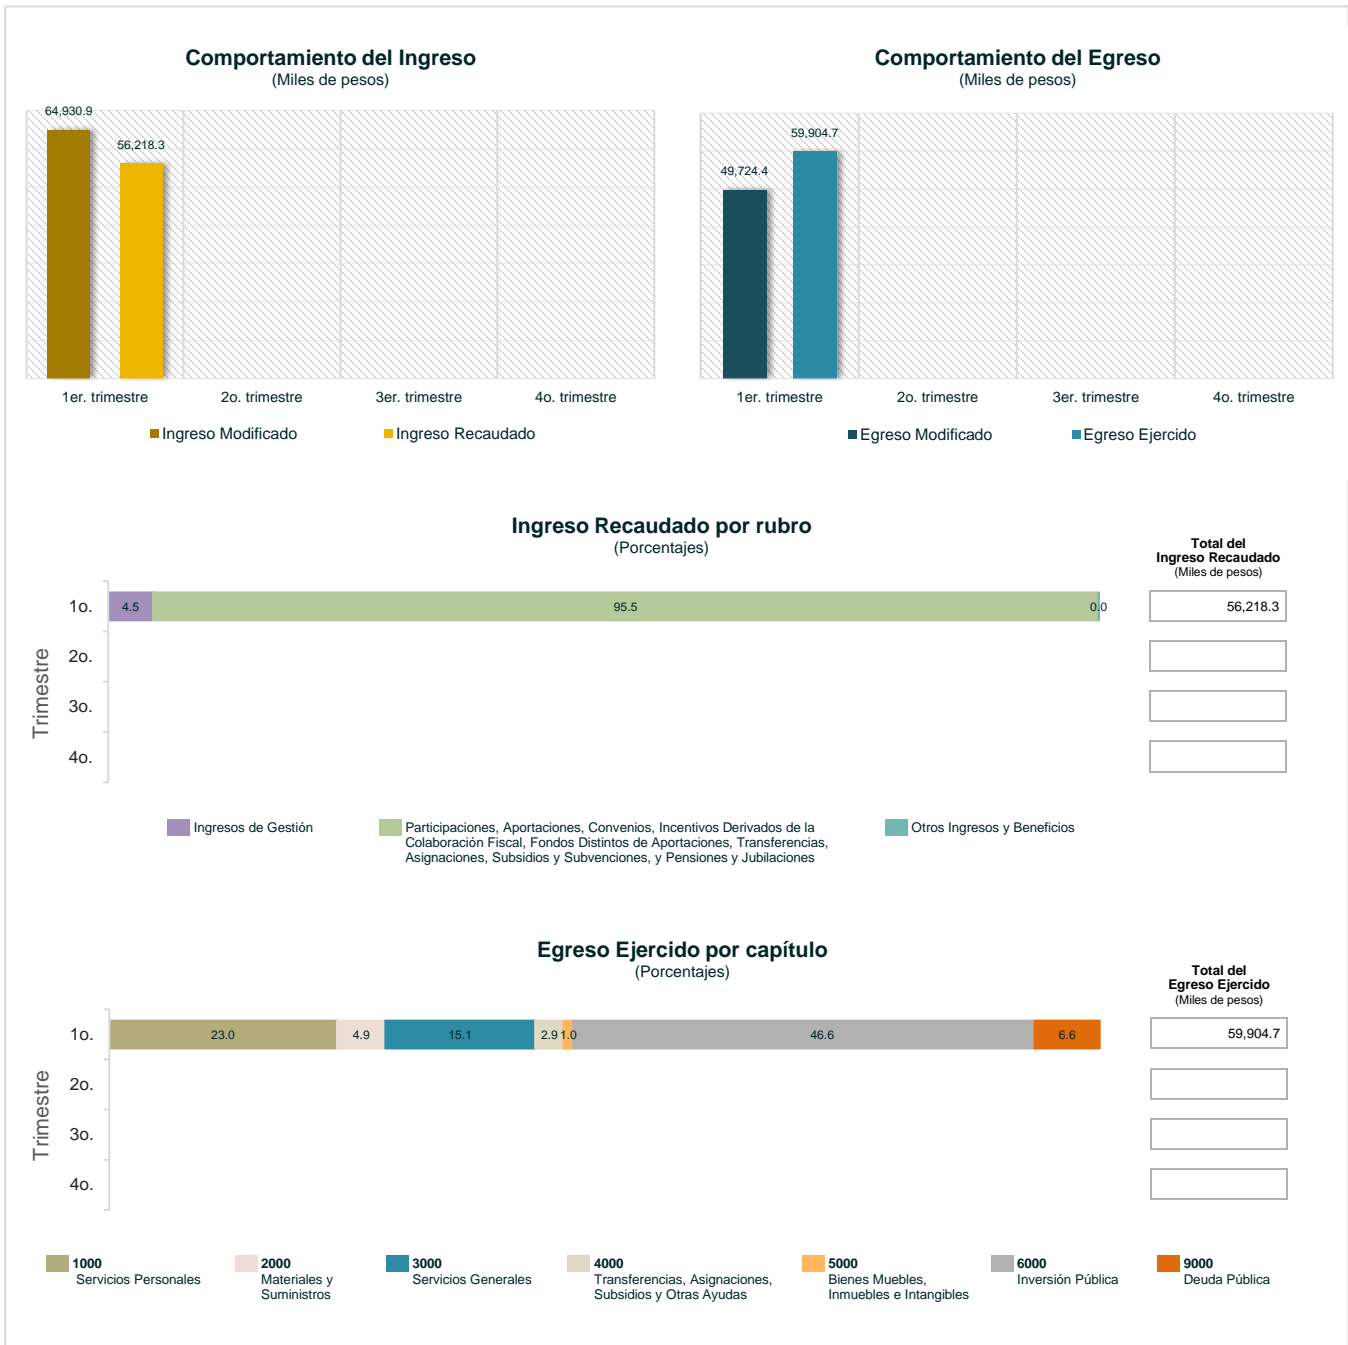 Comportamiento del Ingreso
(Miles de pesos)
64,930.9
56,218.3
1er. trimestre
2o. trimestre
3er. trimestre
4o. trimestre
Ingreso Modificado
Ingreso Recaudado
Comportamiento del Egreso
(Miles de pesos)
49,724.4
59,904.7
1er. trimestre
2o. trimestre
3er. trimestre
4o. trimestre
Egreso Modificado
Egreso Ejercido
Ingreso Recaudado por rubro
(Porcentajes)
Total del
Ingreso Recaudado
(Miles de pesos)
Trimestre
1o.
4.5
95.5
0.0
56,218.3
2o.
3o.
4o.
Ingresos de Gestión
Participaciones, Aportaciones, Convenios, Incentivos Derivados de la
Colaboración Fiscal, Fondos Distintos de Aportaciones, Transferencias,
Asignaciones, Subsidios y Subvenciones, y Pensiones y Jubilaciones
Otros Ingresos y Beneficios
Egreso Ejercido por capítulo
(Porcentajes)
Total del
Egreso Ejercido
(Miles de pesos)
Trimestre
1o.
23.0
4.9
15.1
2.9
1.0
46.6
6.6
59,904.7
2o.
3o.
4o.
1000
Servicios Personales
2000
Materiales y
Suministros
3000
Servicios Generales
4000
Transferencias, Asignaciones,
Subsidios y Otras Ayudas
5000
Bienes Muebles,
Inmuebles e Intangibles
6000
Inversión Pública
9000
Deuda Pública